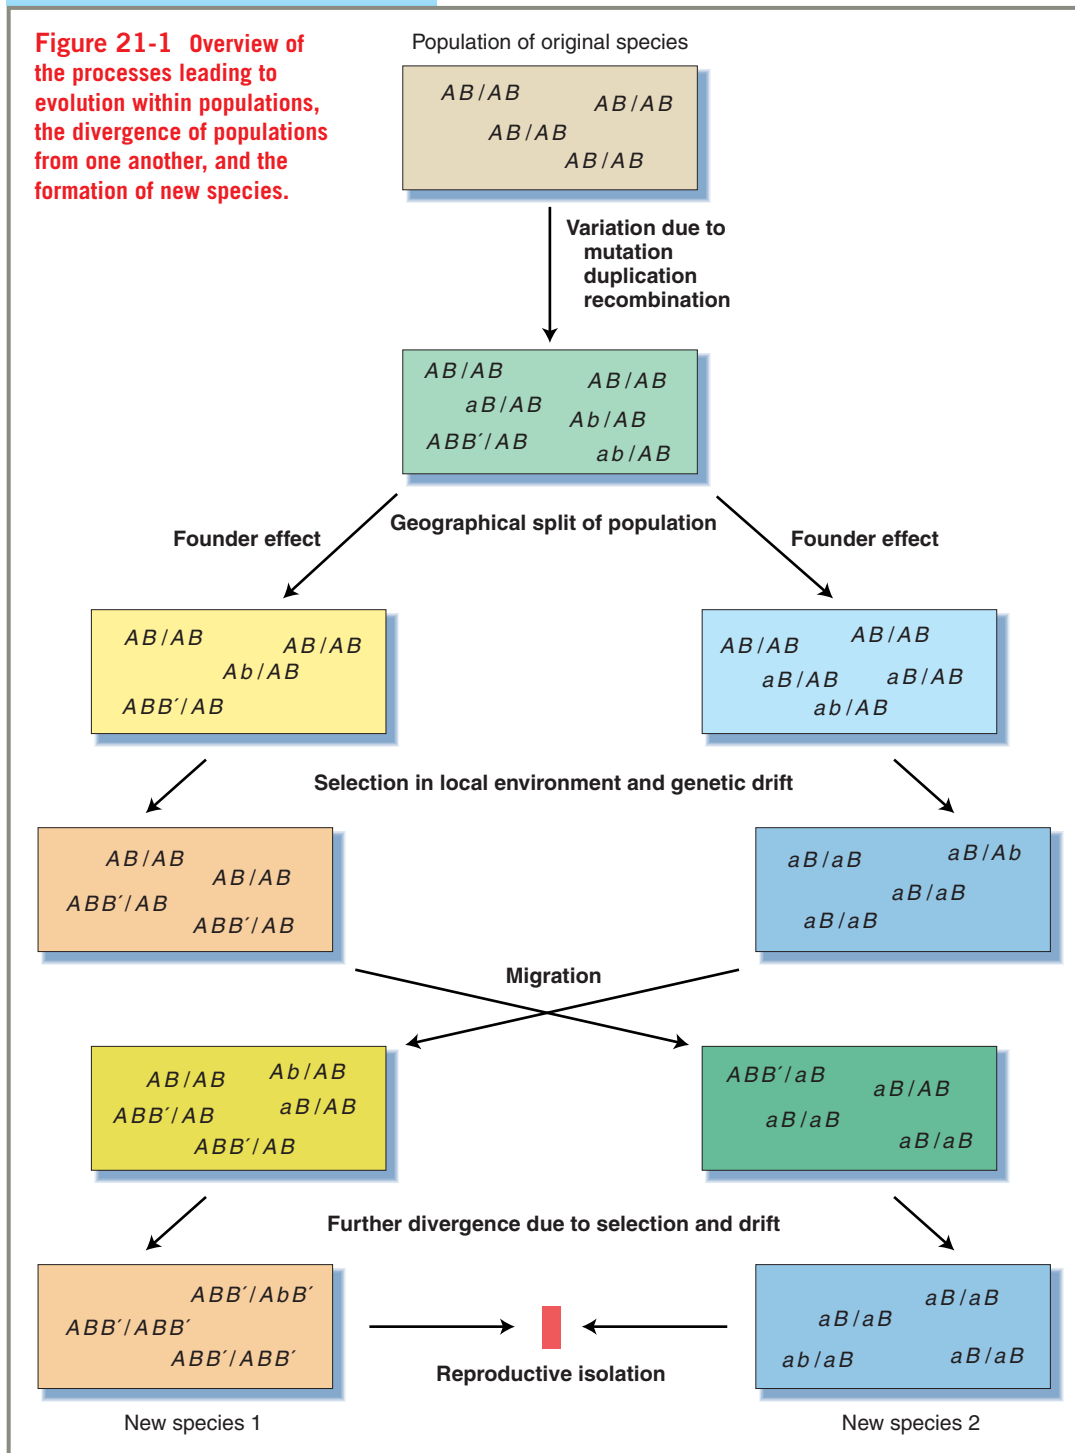 Figure 21-1 Overview of
the processes leading to
evolution within populations,
the divergence of populations
from one another, and the
formation of new species.
Population of original species
AB/AB
AB/AB
AB/AB
AB/AB
Variation due to
mutation
duplication
recombination
AB/AB
AB/AB
aB/AB
Ab/AB
ABB′/AB
ab/AB
Geographical split of population
Founder effect
Founder effect
AB/AB
AB/AB
Ab/AB
ABB′/AB
AB/AB
AB/AB
aB/AB
aB/AB
ab/AB
Selection in local environment and genetic drift
AB/AB
AB/AB
ABB′/AB
ABB′/AB
aB/aB
aB/Ab
aB/aB
aB/aB
Migration
AB/AB
Ab/AB
ABB′/AB
aB/AB
ABB′/AB
ABB′/aB
aB/AB
aB/aB
aB/aB
Further divergence due to selection and drift
ABB′/AbB′
ABB′/ABB′
ABB′/ABB′
Reproductive isolation
aB/aB
aB/aB
ab/aB
aB/aB
New species 1
New species 2